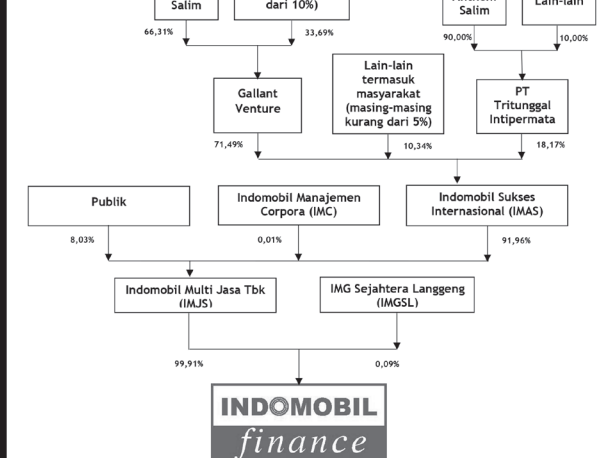 Salim
dari 10%)
Salim
Lain-lain
66,31%
33,69%
90,00%
10,00%
Gallant
Venture
Lain-lain
termasuk
masyarakat
(masing-masing
kurang dari 5%)
PT
Tritunggal
Intipermata
71,49%
10,34%
18,17%
Publik
Indomobil Manajemen
Corpora (IMC)
Indomobil Sukses
Internasional (IMAS)
8,03%
0,01%
91,96%
Indomobil Multi Jasa Tbk
(IMJS)
IMG Sejahtera Langgeng
(IMGSL)
99,91%
0,09%
INDOMOBIL
finance